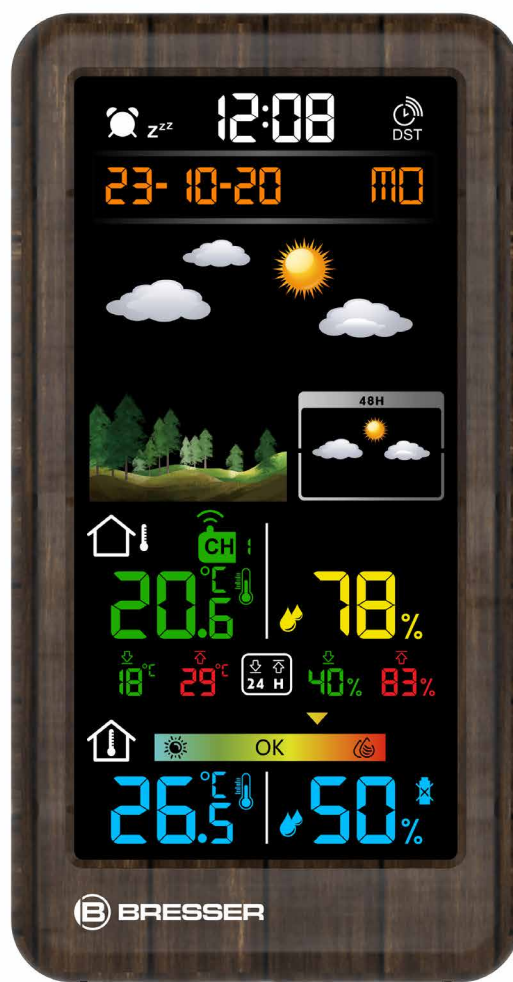 zzz 12:08 DST
23-10-20 MO
48H
CH 1
20.6 °C 78 %
18 °C 29 °C 24 H 40 % 83 %
OK
26.5 °C 50 %
B BRESSER